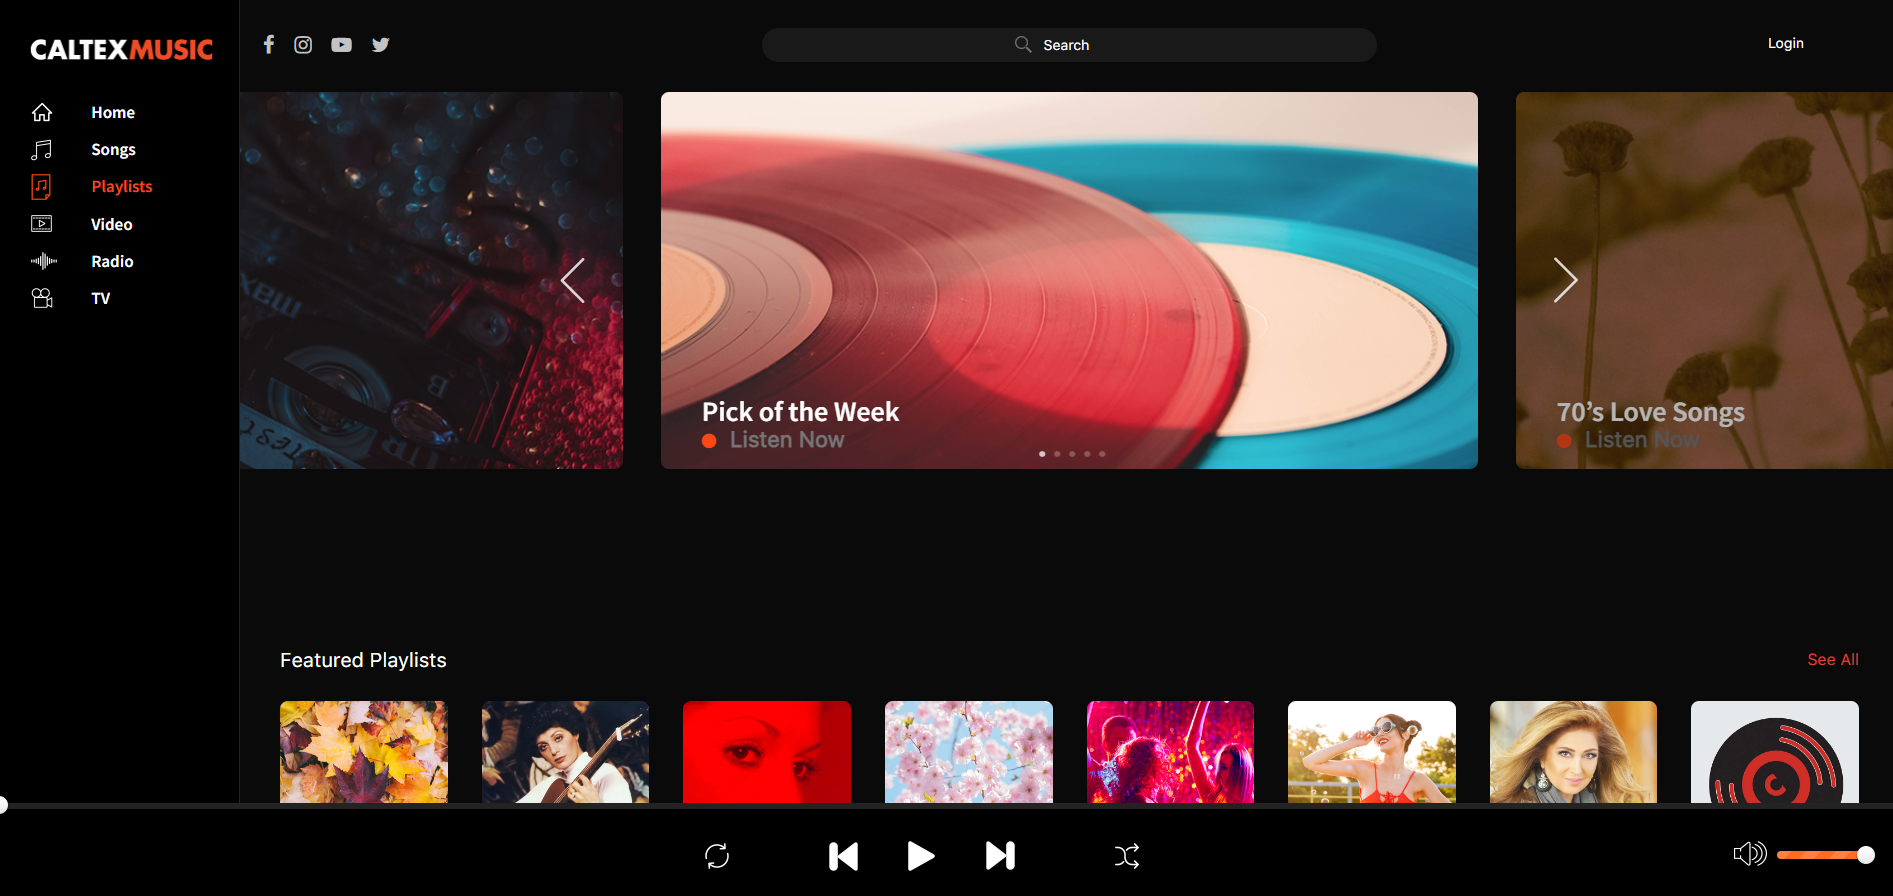 CALTEXMUSIC
Search
Login
Home
Songs
Playlists
Video
Radio
TV
Pick of the Week
Listen Now
70’s Love Songs
Listen Now
Featured Playlists
See All